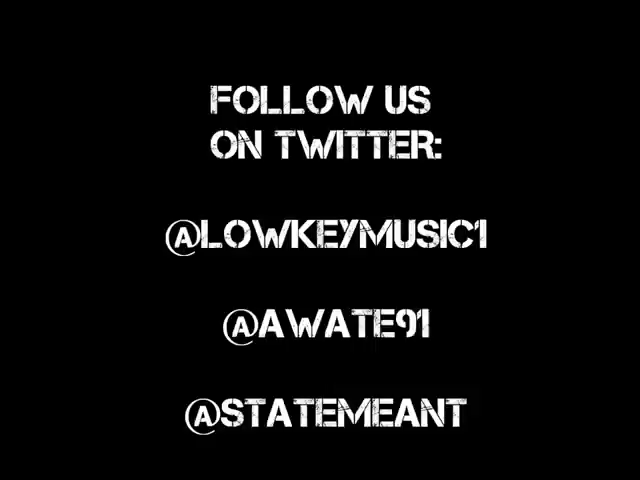 FOLLOW US
ON TWITTER:
@LOWKEYMUSIC1
@AWATE91
@STATEMEANT